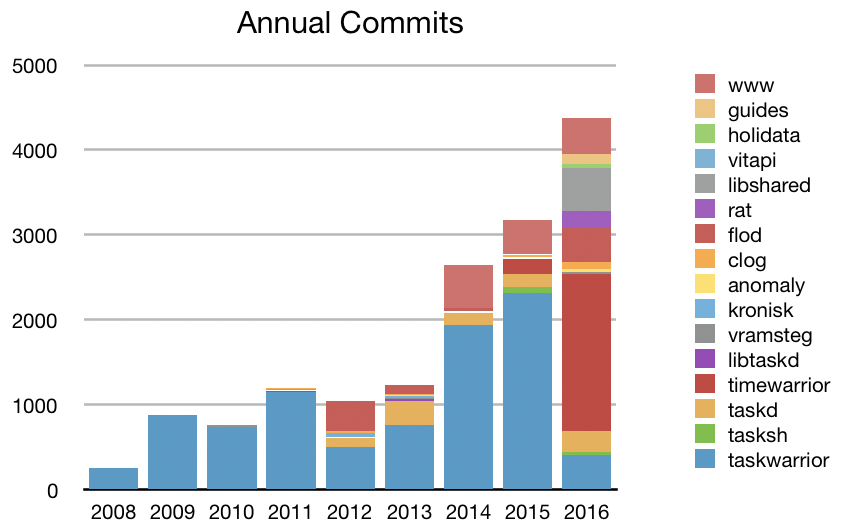 Annual Commits
5000
4000
3000
2000
1000
0
2008 2009 2010 2011 2012 2013 2014 2015 2016
www
guides
holidata
vitapi
libshared
rat
flod
clog
anomaly
kronisk
vramsteg
libtaskd
timewarrior
taskd
tasksh
taskwarrior